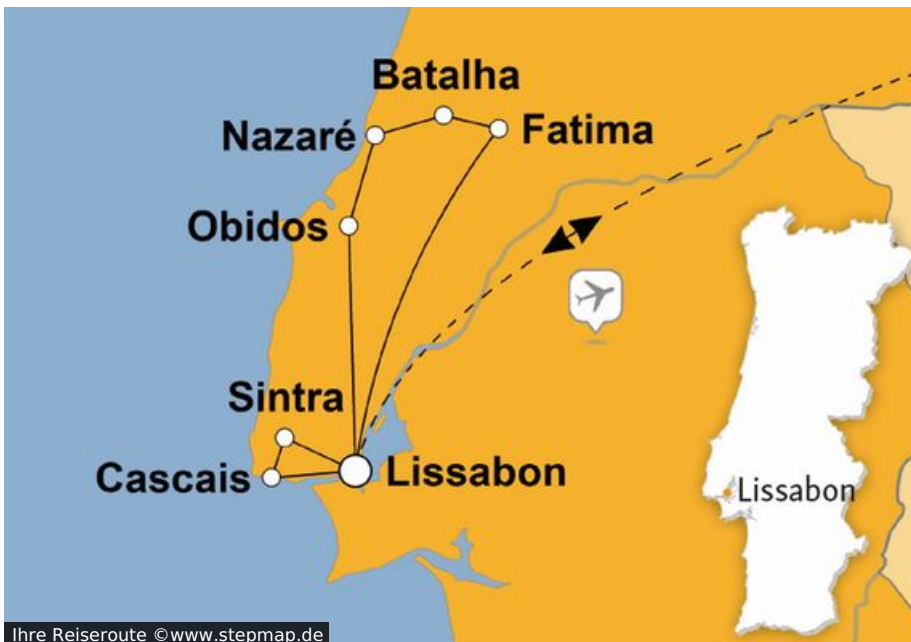 Batalha
Nazaré
Fatima
Obidos
Sintra
Cascais
Lissabon
Lissabon
Ihre Reiseroute ©www.stepmap.de